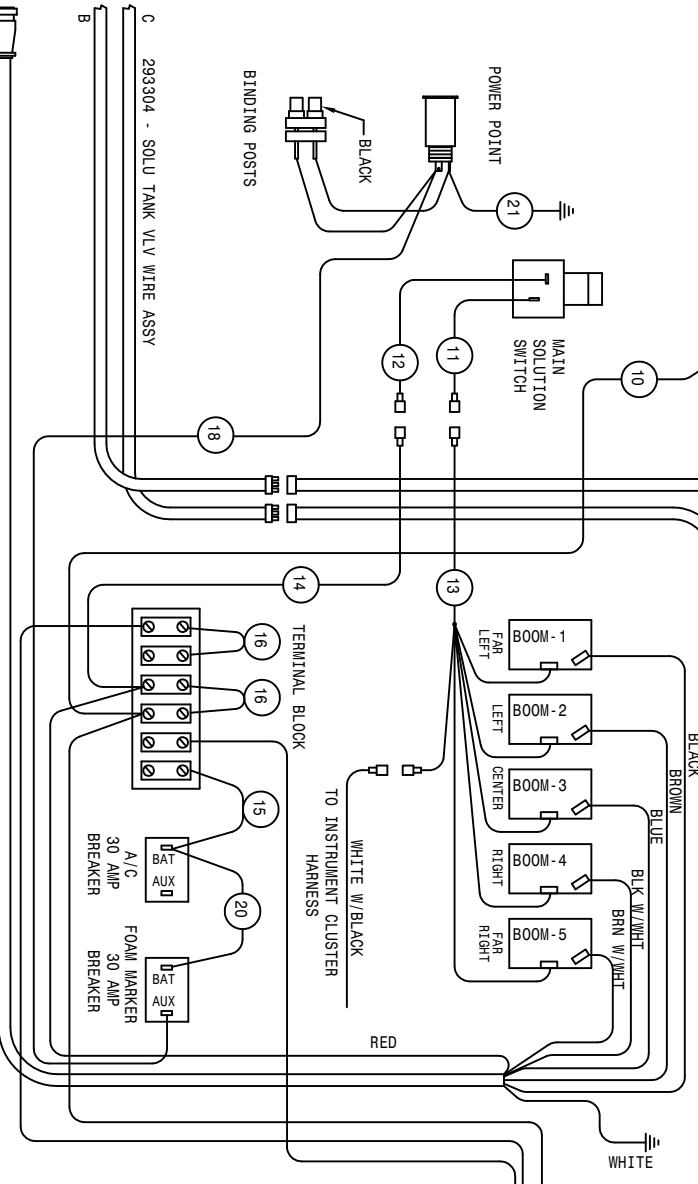 B
C
293304 - SOLU TANK VLV WIRE ASSY
BINDING POSTS
BLACK
POWER POINT
21
MAIN
SOLUTION
SWITCH
10
12
11
18
14
13
TERMINAL BLOCK
16
16
15
20
A/C
30 AMP
BREAKER
BAT
AUX
FOAM MARKER
30 AMP
BREAKER
BAT
AUX
BOOM-1
FAR
LEFT
BOOM-2
LEFT
BOOM-3
CENTER
BOOM-4
RIGHT
BOOM-5
FAR
RIGHT
BLACK
BROWN
BLUE
BLK W/WHT
BRN W/WHT
WHITE W/BLACK
TO INSTRUMENT CLUSTER
HARNESS
RED
WHITE